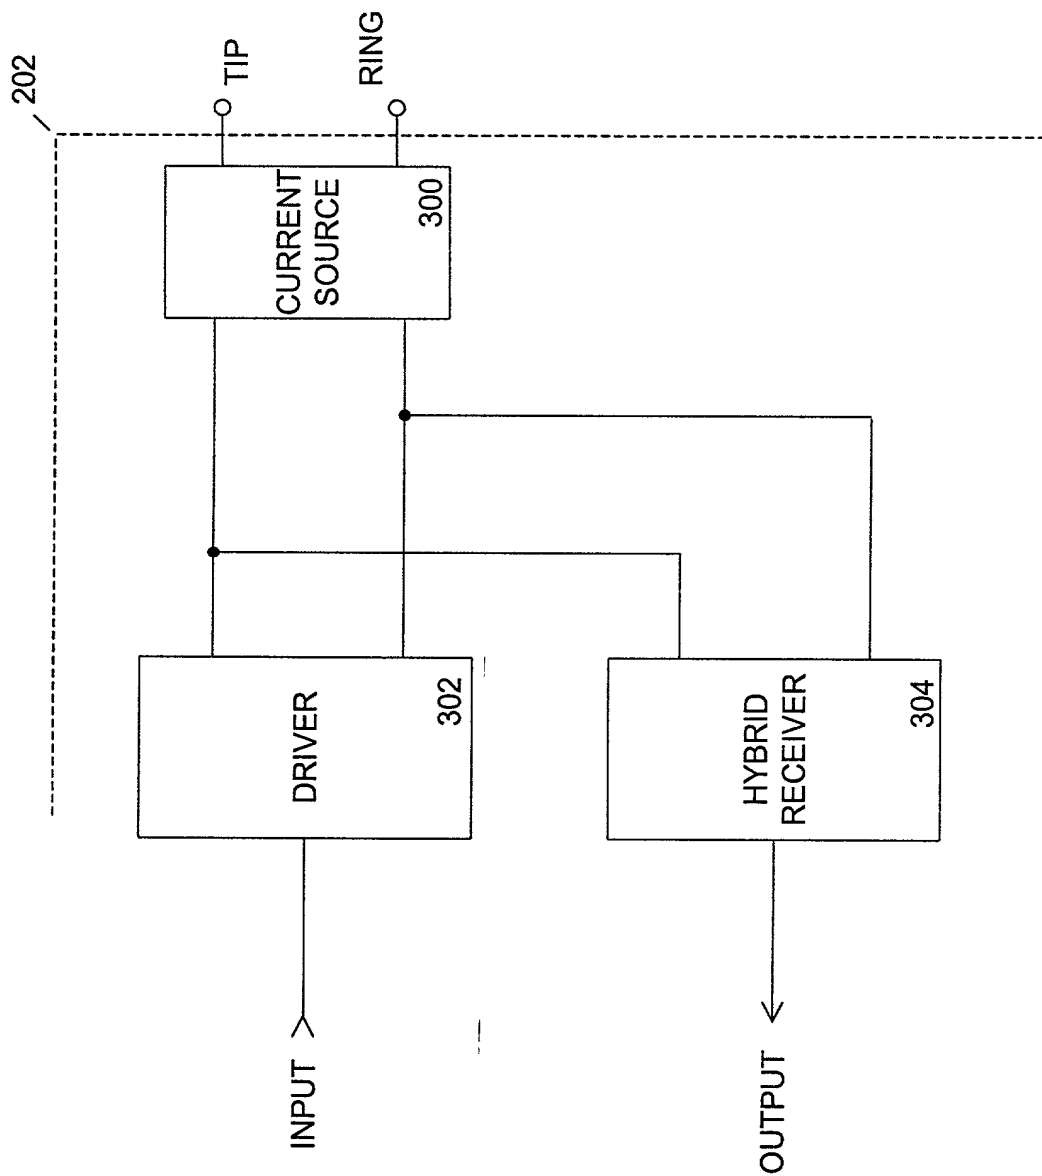 202
TIP
RING
CURRENT
SOURCE
300
DRIVER
302
HYBRID
RECEIVER
304
INPUT
OUTPUT